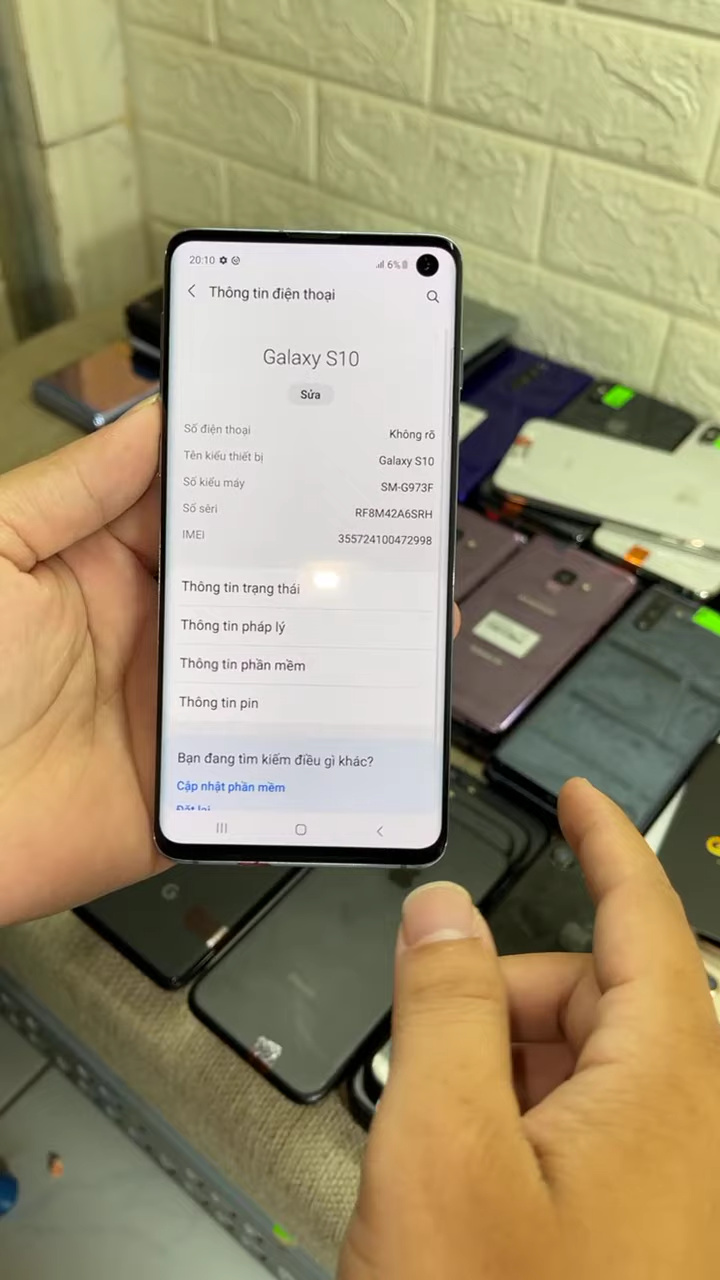 20:10
6%
Thông tin điện thoại
Galaxy S10
Sửa
Số điện thoại Không rõ
Tên kiểu thiết bị Galaxy S10
Số kiểu máy SM-G973F
Số sêri RF8M42A6SRH
IMEI 355724100472998
Thông tin trạng thái
Thông tin pháp lý
Thông tin phần mềm
Thông tin pin
Bạn đang tìm kiếm điều gì khác?
Cập nhật phần mềm
Đặt lại